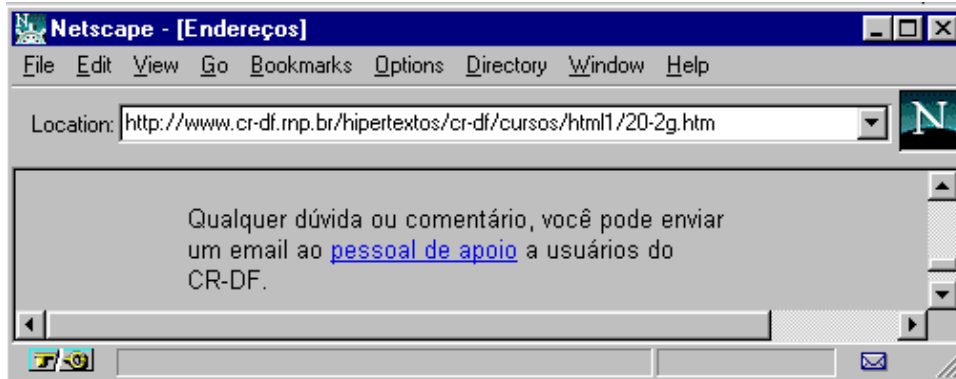 Netscape - [Endereços]
File Edit View Go Bookmarks Options Directory Window Help
Location: http://www.cr-df.rnp.br/hipertextos/cr-df/cursos/html1/20-2g.htm
N
Qualquer dúvida ou comentário, você pode enviar
um email ao pessoal de apoio a usuários do
CR-DF.